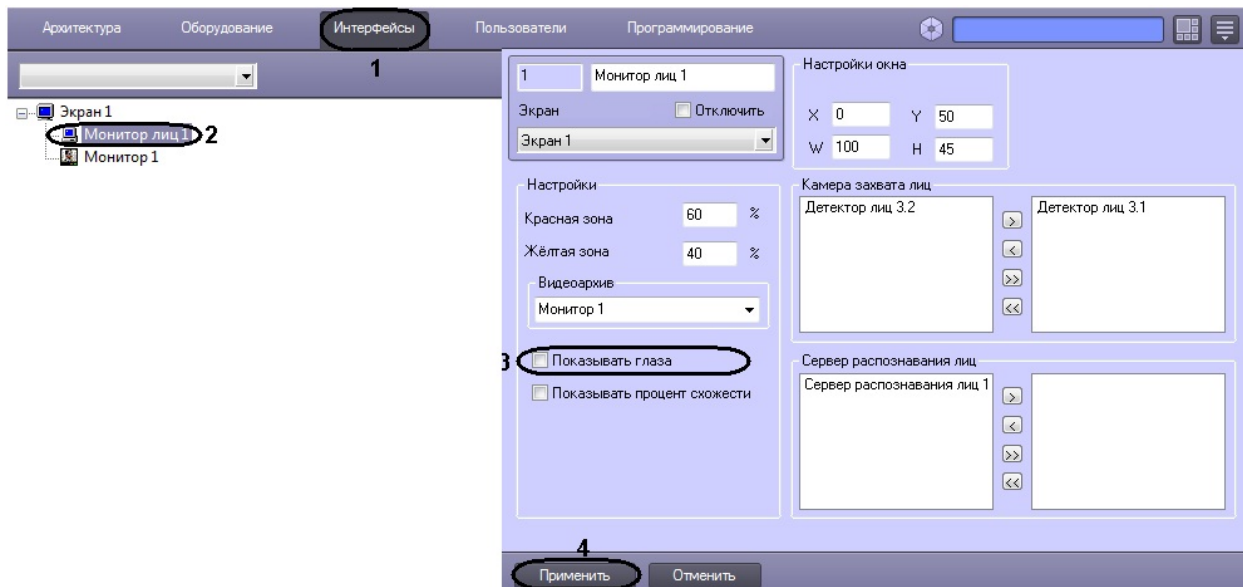 Архитектура Оборудование Интерфейсы Пользователи Программирование
1
Экран 1
Монитор лиц 1 2
Монитор 1
1 Монитор лиц 1
Экран Отключить
Экран 1
Настройки окна
X 0 Y 50
W 100 H 45
Настройки
Красная зона 60 %
Жёлтая зона 40 %
Видеоархив
Монитор 1
3 Показывать глаза
Показывать процент схожести
Камера захвата лиц
Детектор лиц 3.2 > Детектор лиц 3.1
<
>>
<<
Сервер распознавания лиц
Сервер распознавания лиц 1 >
<
>>
<<
4
Применить Отменить